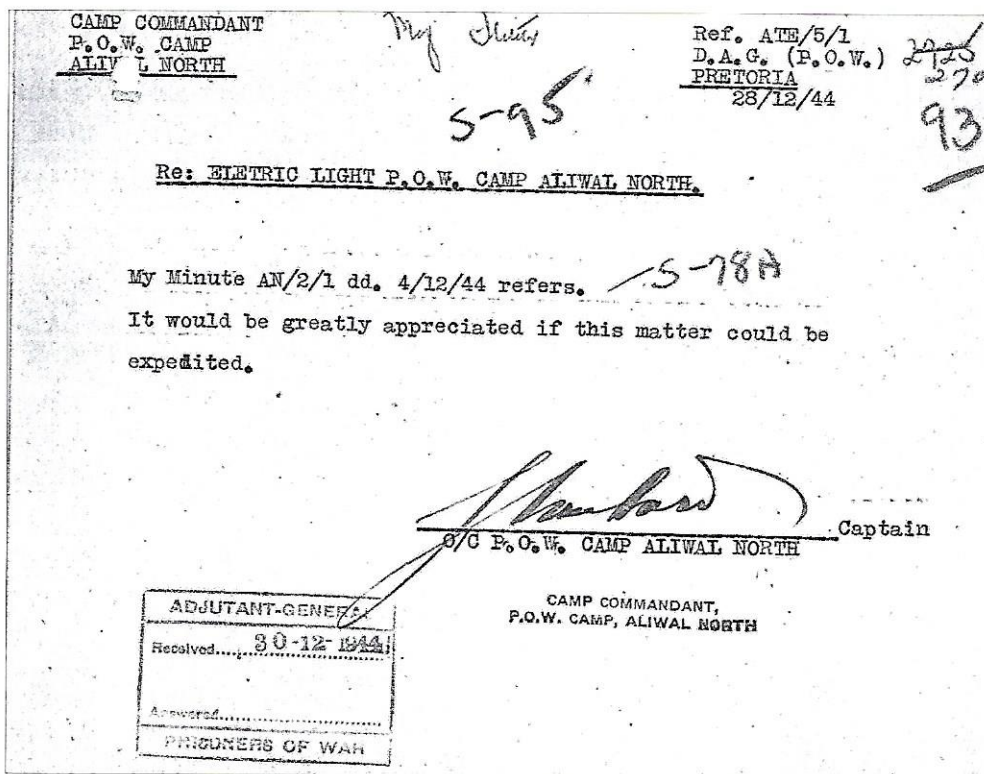 CAMP COMMANDANT
P.O.W. CAMP
ALIWAL NORTH
Maj
Ref. ATE/5/1
D.A.G. (P.O.W.)
PRETORIA
28/12/44
270
93
S-95
Re: ELETRIC LIGHT P.O.W. CAMP ALIWAL NORTH.
My Minute AN/2/1 dd. 4/12/44 refers.
S-78A
It would be greatly appreciated if this matter could be
expedited.
Captain
O/C P.O.W. CAMP ALIWAL NORTH
CAMP COMMANDANT,
P.O.W. CAMP, ALIWAL NORTH
ADJUTANT-GENERAL
Received.... 30-12-1944
Answered....
PRISONERS OF WAR